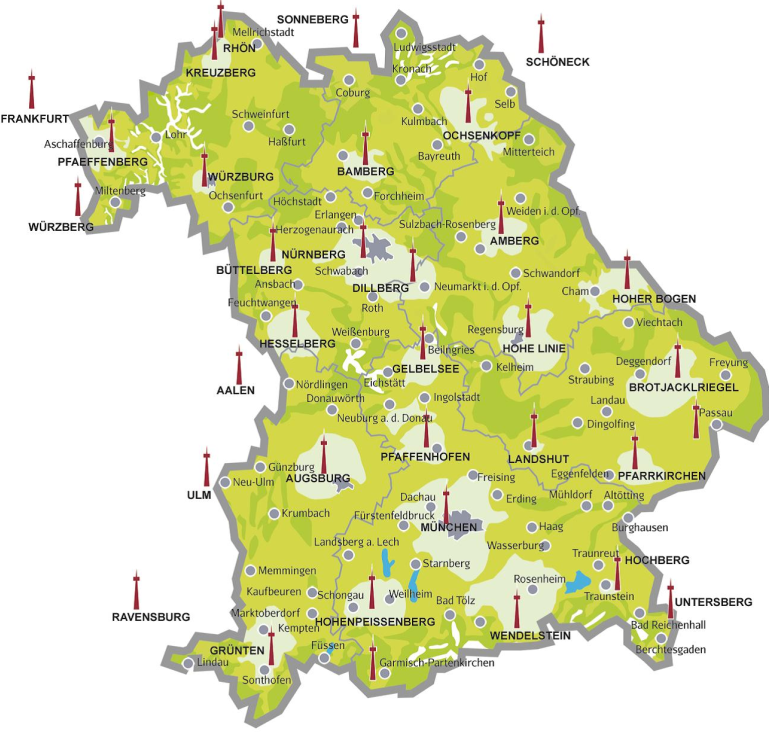 SONNEBERG
Mellrichstadt
RHÖN
Ludwigsstadt
SCHÖNECK
KREUZBERG
Kronach
Hof
Coburg
Selb
FRANKFURT
Kulmbach
Schweinfurt
Haßfurt
Lohr
OCHSENKOPF
Aschaffenburg
Bayreuth
Mitterteich
PFAEFFENBERG
BAMBERG
WÜRZBURG
Miltenberg
Ochsenfurt
Höchstadt
Forchheim
Erlangen
Weiden i. d. Opf.
WÜRZBERG
Herzogenaurach
Sulzbach-Rosenberg
AMBERG
NÜRNBERG
BÜTTELBERG
Schwabach
Schwandorf
Ansbach
DILLBERG
Neumarkt i. d. Opf.
Cham
HOHER BOGEN
Feuchtwangen
Roth
Viechtach
Weißenburg
Regensburg
HESSELBERG
Beilngries
HOHE LINIE
Deggendorf
Freyung
GELBELSEE
Kelheim
AALEN
Nördlingen
Eichstätt
Straubing
BROTJACKLRIEGEL
Donauwörth
Ingolstadt
Landau
Passau
Neuburg a. d. Donau
Dingolfing
PFAFFENHOFEN
LANDSHUT
Günzburg
AUGSBURG
Freising
Eggenfelden
PFARRKIRCHEN
ULM
Neu-Ulm
Dachau
Erding
Mühldorf
Altötting
Krumbach
Fürstenfeldbruck
MÜNCHEN
Haag
Burghausen
Landsberg a. Lech
Wasserburg
Traunreut
Memmingen
Starnberg
HOCHBERG
Kaufbeuren
Schongau
Weilheim
Rosenheim
Traunstein
UNTERSBERG
RAVENSBURG
Marktoberdorf
Bad Tölz
HOHENPEISSENBERG
Kempten
WENDELSTEIN
Bad Reichenhall
GRÜNTEN
Füssen
Berchtesgaden
Lindau
Garmisch-Partenkirchen
Sonthofen